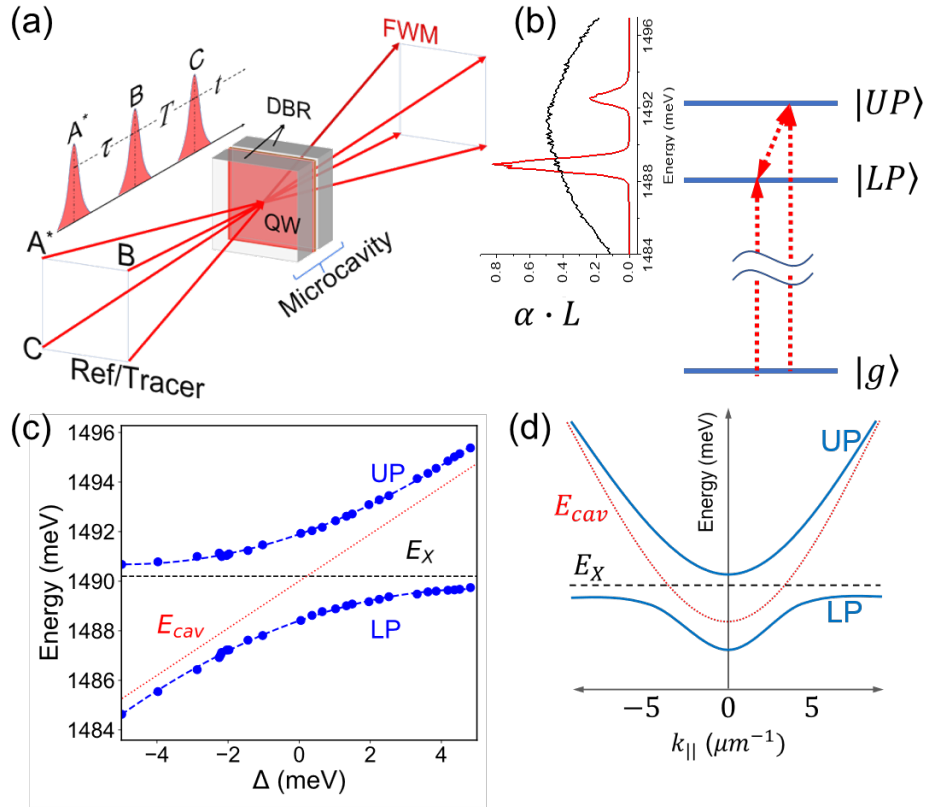 (a)
FWM
A*
B
C
τ
T
t
DBR
QW
Microcavity
A*
B
C
Ref/Tracer
(b)
1496
1492
1488
1484
Energy (meV)
0.8
0.6
0.4
0.2
0.0
α · L
|UP⟩
|LP⟩
|g⟩
(c)
1496
1494
1492
1490
1488
1486
1484
Energy (meV)
UP
E_X
E_cav
LP
−4
−2
0
2
4
Δ (meV)
(d)
Energy (meV)
UP
E_cav
E_X
LP
−5
0
5
k_|| (μm⁻¹)